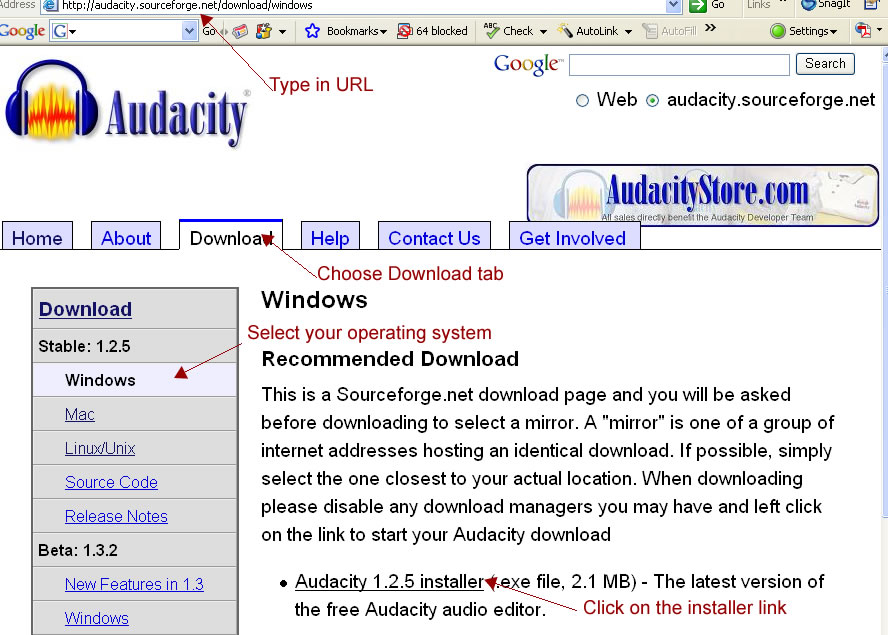 Address http://audacity.sourceforge.net/download/windows Go Links SnagIt
Google G Go Bookmarks 64 blocked ABC Check AutoLink AutoFill Settings
Type in URL
Google™ Search
Web audacity.sourceforge.net
Audacity®
AudacityStore.com
All sales directly benefit the Audacity Developer Team
Home About Download Help Contact Us Get Involved
Choose Download tab
Download
Stable: 1.2.5
Windows
Mac
Linux/Unix
Source Code
Release Notes
Beta: 1.3.2
New Features in 1.3
Windows
Windows
Select your operating system
Recommended Download
This is a Sourceforge.net download page and you will be asked
before downloading to select a mirror. A "mirror" is one of a group of
internet addresses hosting an identical download. If possible, simply
select the one closest to your actual location. When downloading
please disable any download managers you may have and left click
on the link to start your Audacity download
• Audacity 1.2.5 installer (.exe file, 2.1 MB) - The latest version of
the free Audacity audio editor.
Click on the installer link